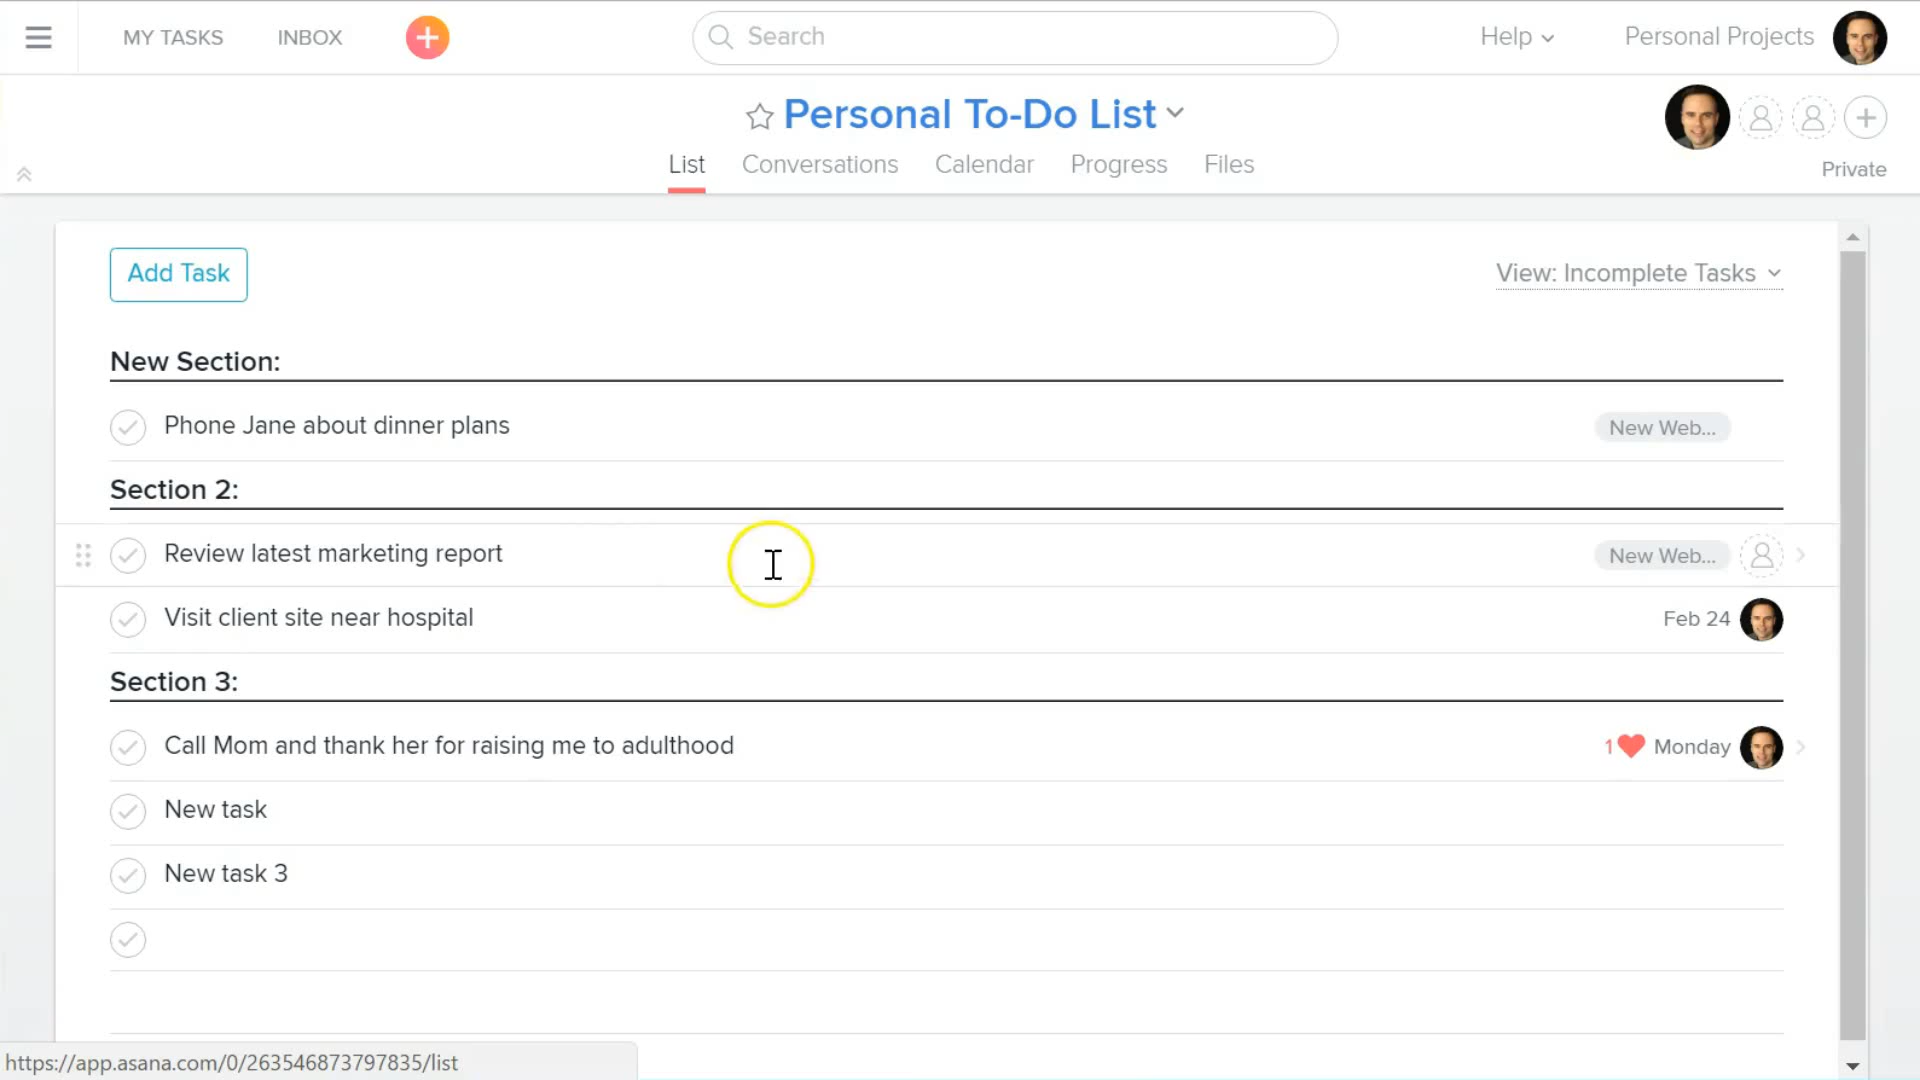 MY TASKS INBOX Search Help Personal Projects
Personal To-Do List
List Conversations Calendar Progress Files
Private
Add Task View: Incomplete Tasks
New Section:
Phone Jane about dinner plans New Web...
Section 2:
Review latest marketing report New Web...
Visit client site near hospital Feb 24
Section 3:
Call Mom and thank her for raising me to adulthood 1 Monday
New task
New task 3
https://app.asana.com/0/263546873797835/list